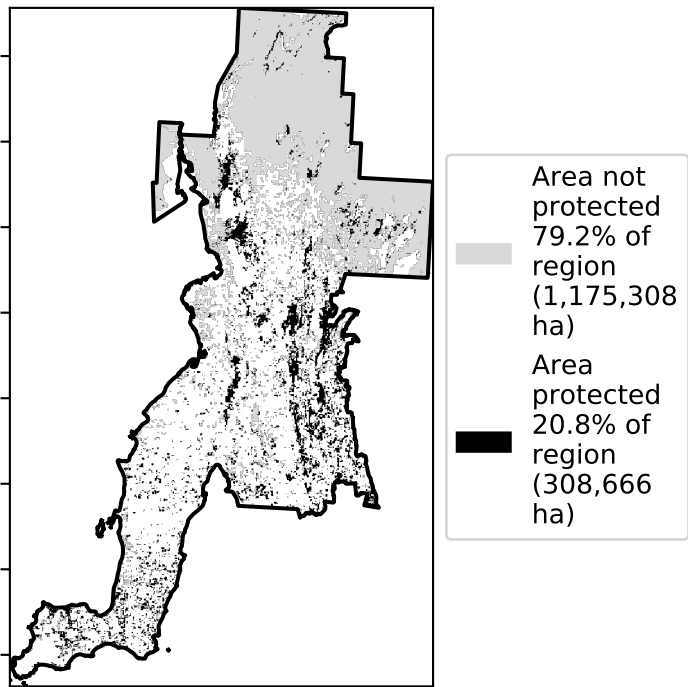 Area not
protected
79.2% of
region
(1,175,308
ha)
Area
protected
20.8% of
region
(308,666
ha)